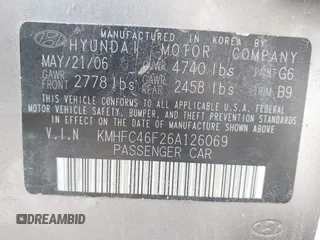 MANUFACTURED IN KOREA BY
HYUNDAI MOTOR COMPANY
MAY/21/06 GVWR 4740 lbs PAINT G6
GAWR FRT 2778 lbs GAWR RR 2458 lbs TRIM B9
THIS VEHICLE CONFORMS TO ALL APPLICABLE U.S. FEDERAL
MOTOR VEHICLE SAFETY, BUMPER, AND THEFT PREVENTION
STANDARDS IN EFFECT ON THE DATE OF MANUFACTURE SHOWN ABOVE.
V.I.N KMHFC46F26A126069
PASSENGER CAR
DREAMBID